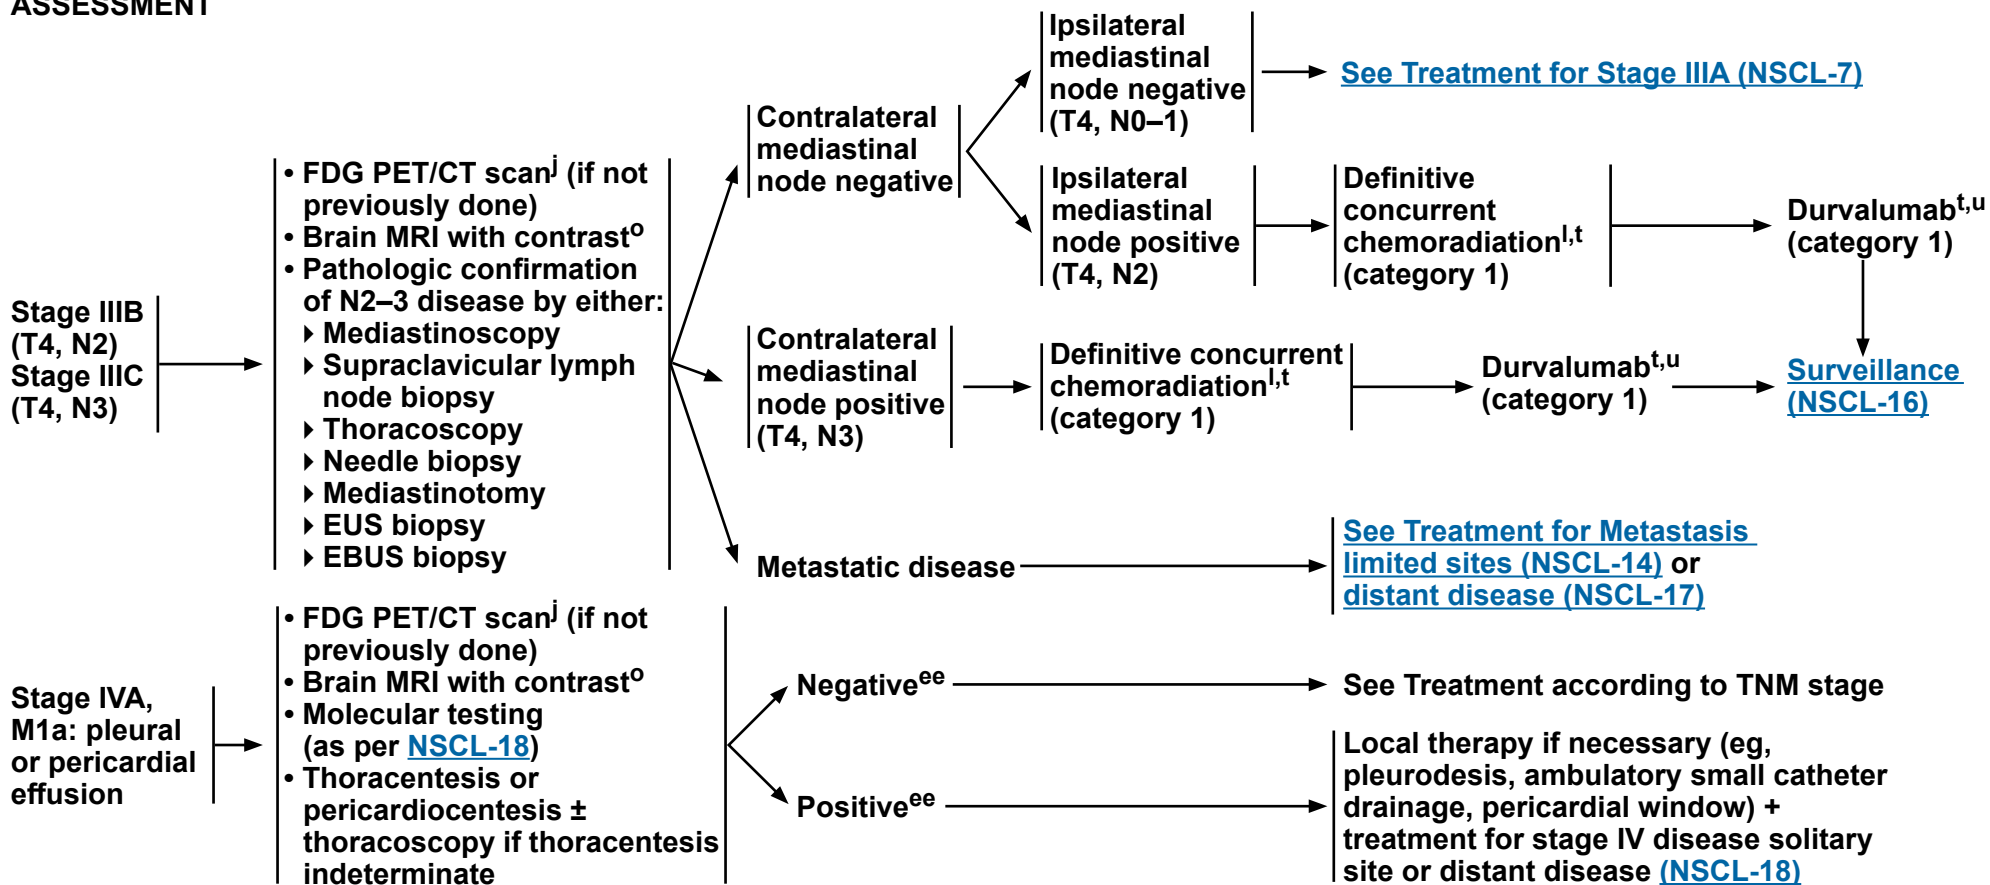 ASSESSMENT
Stage IIIB
(T4, N2)
Stage IIIC
(T4, N3)
• FDG PET/CT scanj (if not
previously done)
• Brain MRI with contrasto
• Pathologic confirmation
of N2–3 disease by either:
Mediastinoscopy
Supraclavicular lymph
node biopsy
Thoracoscopy
Needle biopsy
Mediastinotomy
EUS biopsy
EBUS biopsy
Contralateral
mediastinal
node negative
Ipsilateral
mediastinal
node negative
(T4, N0–1)
See Treatment for Stage IIIA (NSCL-7)
Ipsilateral
mediastinal
node positive
(T4, N2)
Definitive
concurrent
chemoradiationl,t
(category 1)
Durvalumabt,u
(category 1)
Contralateral
mediastinal
node positive
(T4, N3)
Definitive concurrent
chemoradiationl,t
(category 1)
Durvalumabt,u
(category 1)
Surveillance
(NSCL-16)
Metastatic disease
See Treatment for Metastasis
limited sites (NSCL-14) or
distant disease (NSCL-17)
Stage IVA,
M1a: pleural
or pericardial
effusion
• FDG PET/CT scanj (if not
previously done)
• Brain MRI with contrasto
• Molecular testing
(as per NSCL-18)
• Thoracentesis or
pericardiocentesis ±
thoracoscopy if thoracentesis
indeterminate
Negativeee
See Treatment according to TNM stage
Positiveee
Local therapy if necessary (eg,
pleurodesis, ambulatory small catheter
drainage, pericardial window) +
treatment for stage IV disease solitary
site or distant disease (NSCL-18)